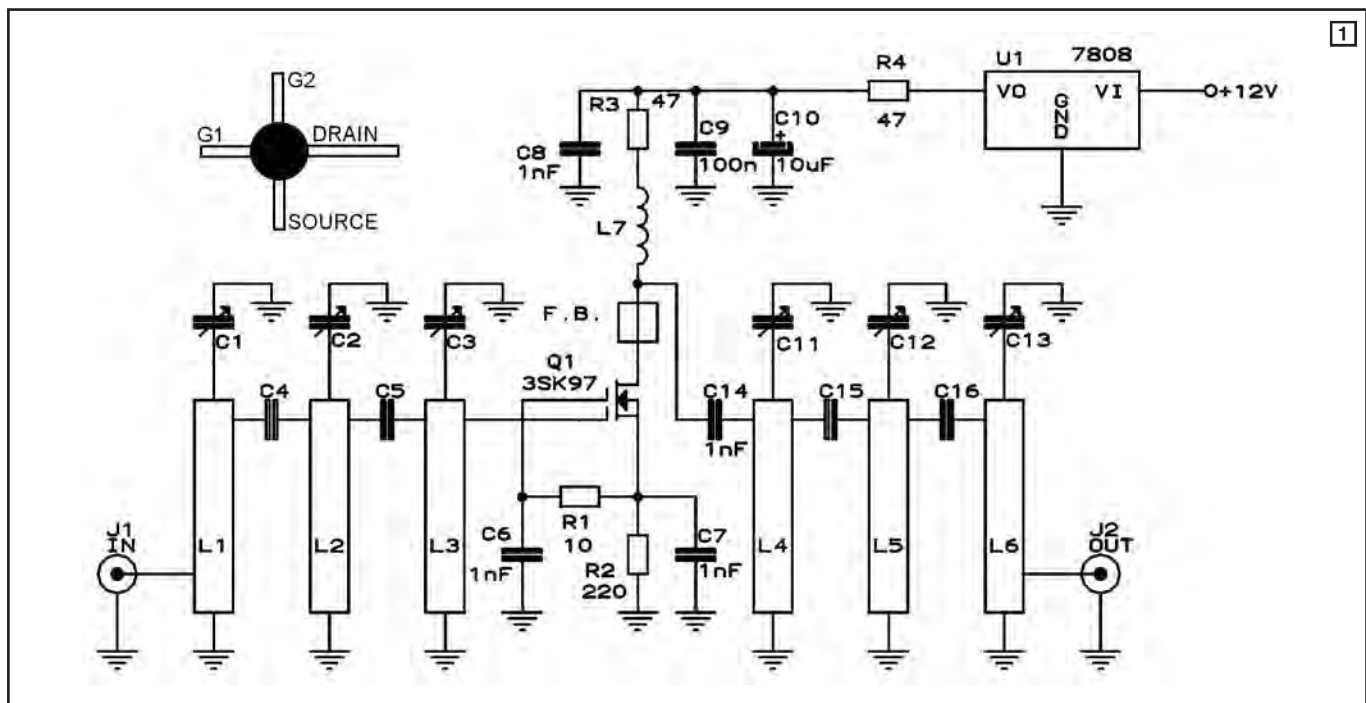 1
G2
G1
DRAIN
SOURCE
R3
47
C8
1nF
C9
100n
C10
+
10uF
R4
47
U1
7808
VO
GND
VI
+12V
L7
F.B.
Q1
3SK97
C1
C2
C3
C4
C5
C11
C12
C13
C14
1nF
C15
C16
J1
IN
L1
L2
L3
C6
1nF
R1
10
R2
220
C7
1nF
L4
L5
L6
J2
OUT